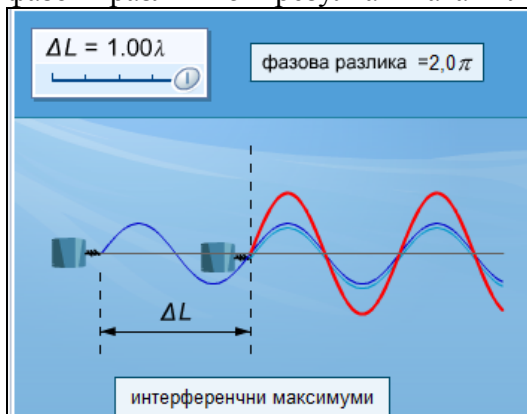 ΔL = 1.00λ
фазова разлика =2,0π
ΔL
интерференчни максимуми